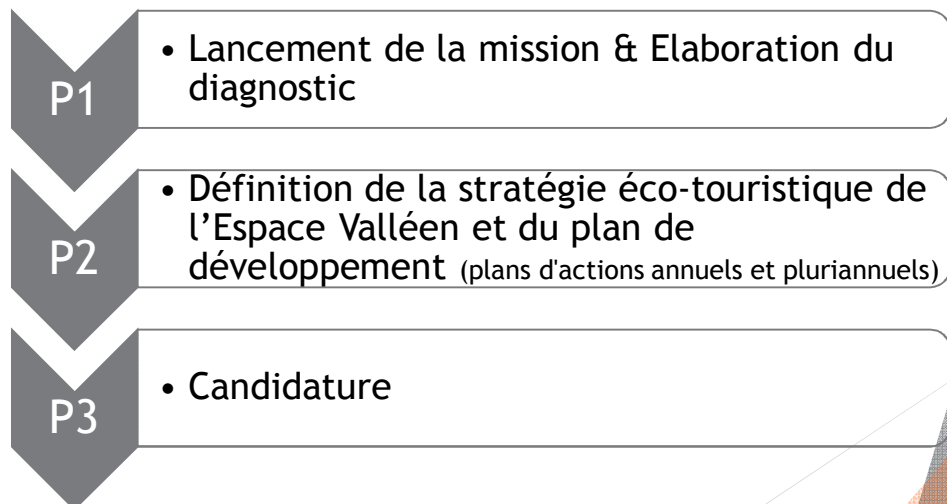 P1
• Lancement de la mission & Elaboration du
diagnostic
P2
• Définition de la stratégie éco-touristique de
l’Espace Valléen et du plan de
développement (plans d'actions annuels et pluriannuels)
P3
• Candidature